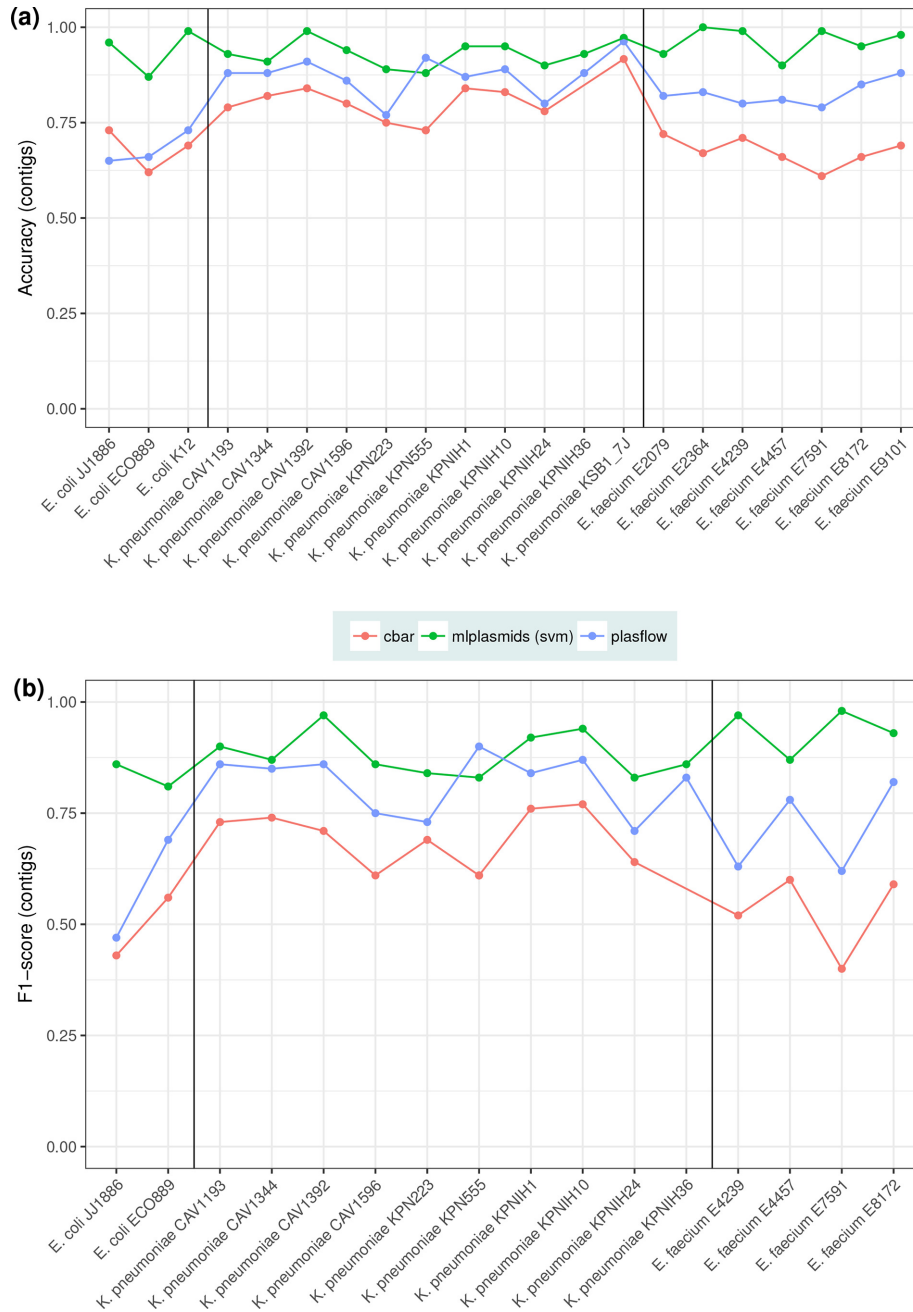 (a)
1.00
0.75
0.50
0.25
0.00
Accuracy (contigs)
E. coli JJ1886
E. coli ECO889
E. coli K12
K. pneumoniae CAV1193
K. pneumoniae CAV1344
K. pneumoniae CAV1392
K. pneumoniae CAV1596
K. pneumoniae KPN223
K. pneumoniae KPN555
K. pneumoniae KPNIH1
K. pneumoniae KPNIH10
K. pneumoniae KPNIH24
K. pneumoniae KPNIH36
K. pneumoniae KSB1_7J
E. faecium E2079
E. faecium E2364
E. faecium E4239
E. faecium E4457
E. faecium E7591
E. faecium E8172
E. faecium E9101
cbar mlplasmids (svm) plasflow
(b)
1.00
0.75
0.50
0.25
0.00
F1−score (contigs)
E. coli JJ1886
E. coli ECO889
K. pneumoniae CAV1193
K. pneumoniae CAV1344
K. pneumoniae CAV1392
K. pneumoniae CAV1596
K. pneumoniae KPN223
K. pneumoniae KPN555
K. pneumoniae KPNIH1
K. pneumoniae KPNIH10
K. pneumoniae KPNIH24
K. pneumoniae KPNIH36
E. faecium E4239
E. faecium E4457
E. faecium E7591
E. faecium E8172